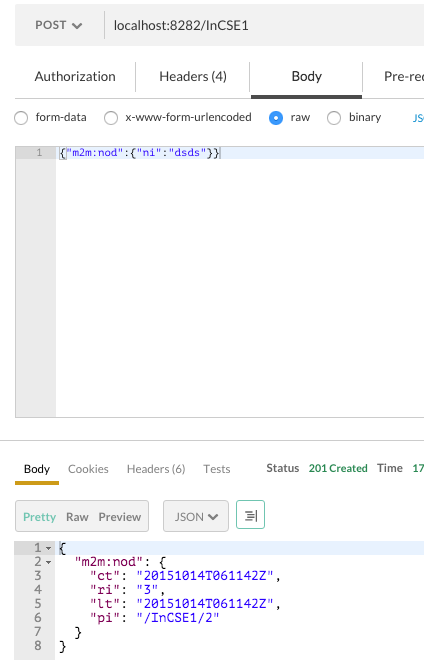 POST localhost:8282/InCSE1
Authorization Headers (4) Body Pre-rec
form-data x-www-form-urlencoded raw binary JS
1 {"m2m:nod":{"ni":"dsds"}}
Body Cookies Headers (6) Tests Status 201 Created Time 17
Pretty Raw Preview JSON
1 {
2 "m2m:nod": {
3 "ct": "20151014T061142Z",
4 "ri": "3",
5 "lt": "20151014T061142Z",
6 "pi": "/InCSE1/2"
7 }
8 }